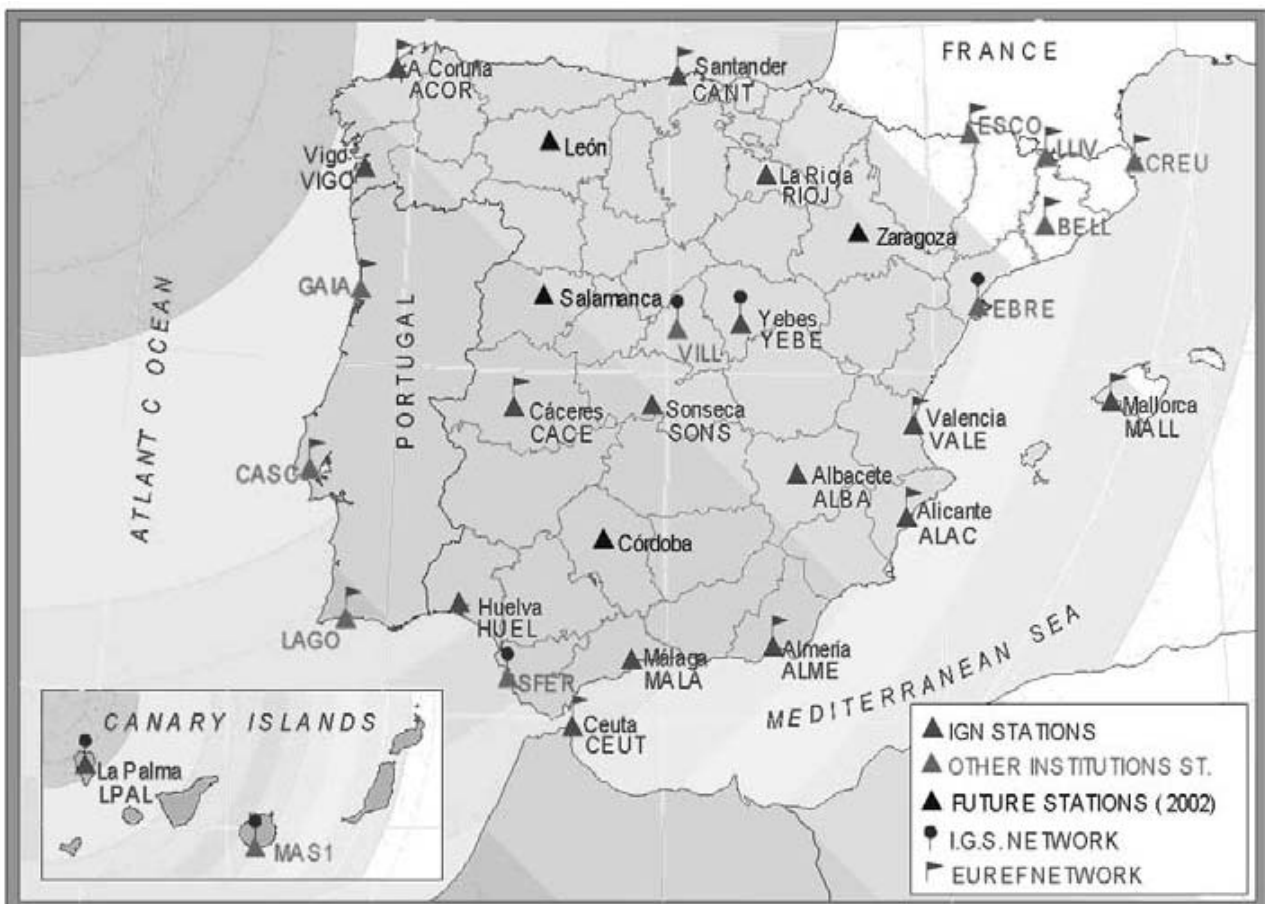 FRANCE
A Coruña
ACOR
Santander
CANT
ESCO
LLIV
CREU
León
Vigo
VIGO
La Rioja
RIOJ
BELL
Zaragoza
GAIA
Salamanca
EBRE
Yebes
YEBE
VILL
ATLANT C OCEAN
PORTUGAL
Cáceres
CACE
Sonseca
SONS
Valencia
VALE
Mallorca
MALL
CASC
Albacete
ALBA
Alicante
ALAC
Córdoba
Huelva
HUEL
LAGO
SFER
Málaga
MALA
Almería
ALME
MEDITERRANEAN SEA
Ceuta
CEUT
CANARY ISLANDS
La Palma
LPAL
MAS1
IGN STATIONS
OTHER INSTITUTIONS ST.
FUTURE STATIONS (2002)
I.G.S. NETWORK
EUREF NETWORK